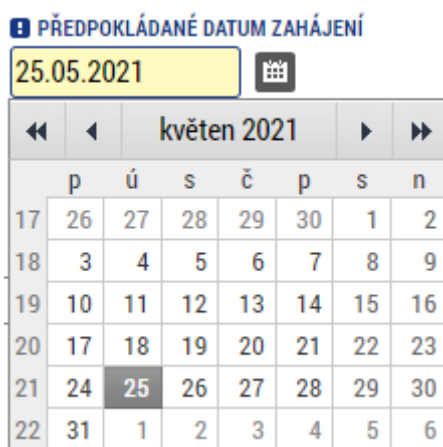 PŘEDPOKLÁDANÉ DATUM ZAHÁJENÍ
25.05.2021
květen 2021
p ú s č p s n
17 26 27 28 29 30 1 2
18 3 4 5 6 7 8 9
19 10 11 12 13 14 15 16
20 17 18 19 20 21 22 23
21 24 25 26 27 28 29 30
22 31 1 2 3 4 5 6